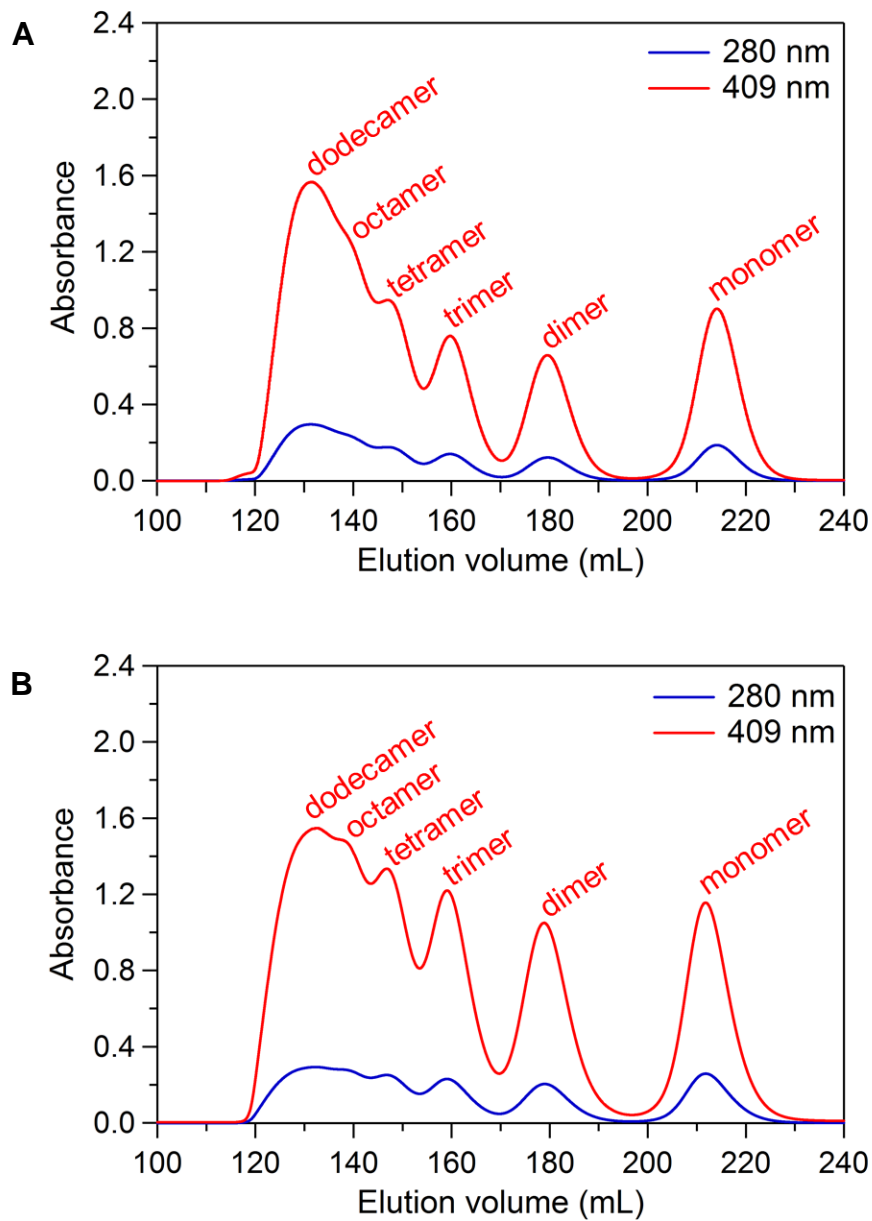 A
2.4
2.0
1.6
1.2
0.8
0.4
0.0
Absorbance
280 nm
409 nm
dodecamer
octamer
tetramer
trimer
dimer
monomer
100 120 140 160 180 200 220 240
Elution volume (mL)
B
2.4
2.0
1.6
1.2
0.8
0.4
0.0
Absorbance
280 nm
409 nm
dodecamer
octamer
tetramer
trimer
dimer
monomer
100 120 140 160 180 200 220 240
Elution volume (mL)